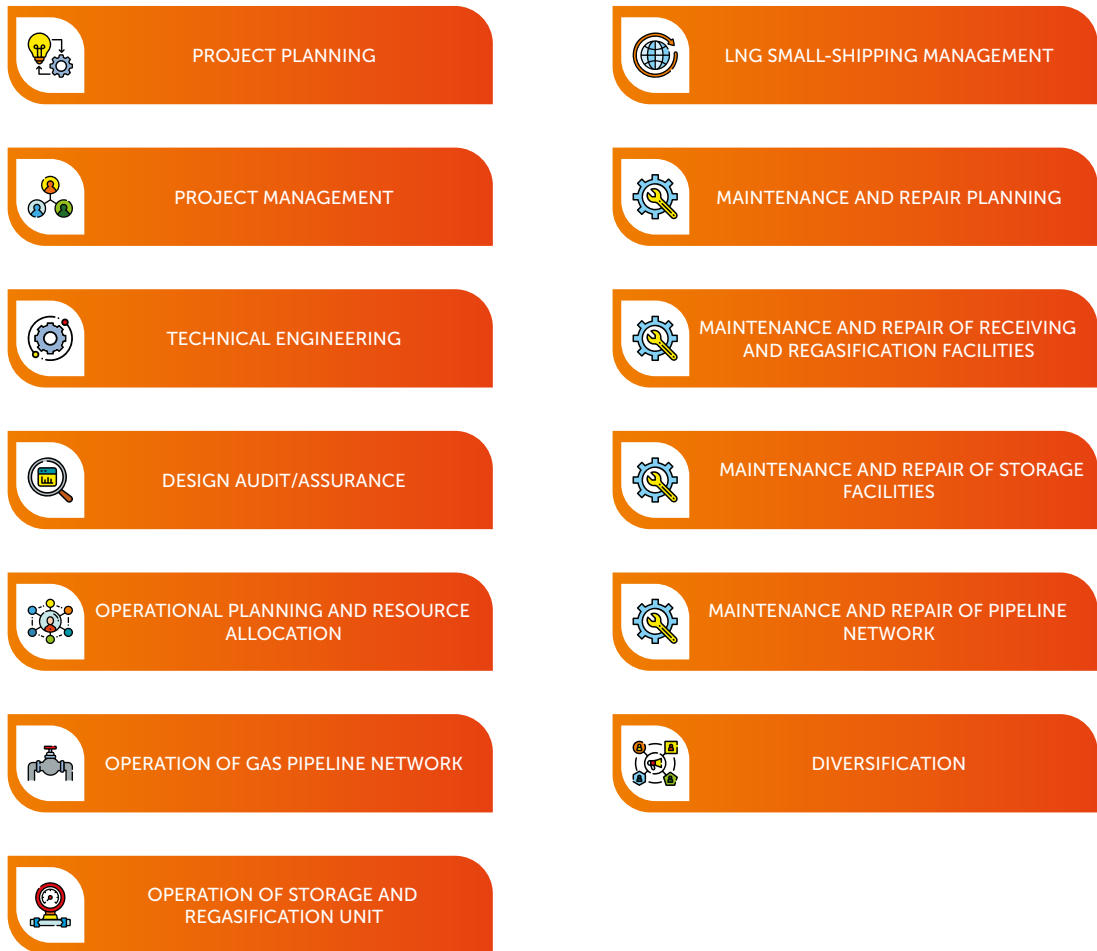 PROJECT PLANNING
PROJECT MANAGEMENT
TECHNICAL ENGINEERING
DESIGN AUDIT/ASSURANCE
OPERATIONAL PLANNING AND RESOURCE
ALLOCATION
OPERATION OF GAS PIPELINE NETWORK
OPERATION OF STORAGE AND
REGASIFICATION UNIT
LNG SMALL-SHIPPING MANAGEMENT
MAINTENANCE AND REPAIR PLANNING
MAINTENANCE AND REPAIR OF RECEIVING
AND REGASIFICATION FACILITIES
MAINTENANCE AND REPAIR OF STORAGE
FACILITIES
MAINTENANCE AND REPAIR OF PIPELINE
NETWORK
DIVERSIFICATION